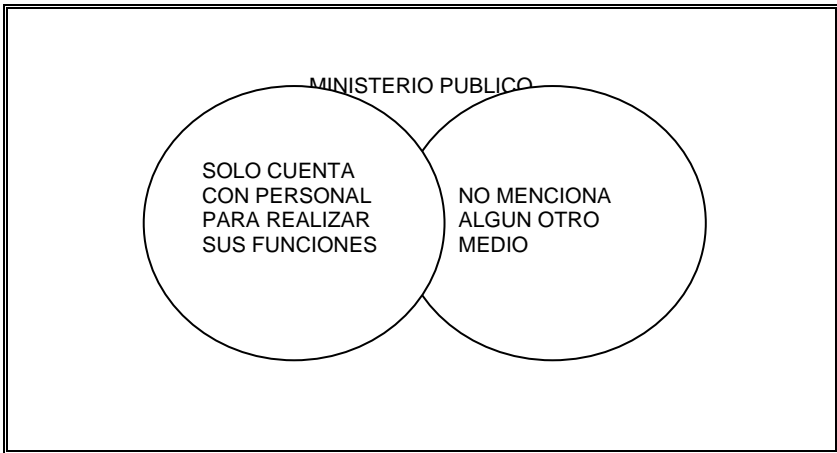 MINISTERIO PUBLICO
SOLO CUENTA
CON PERSONAL
PARA REALIZAR
SUS FUNCIONES
NO MENCIONA
ALGUN OTRO
MEDIO